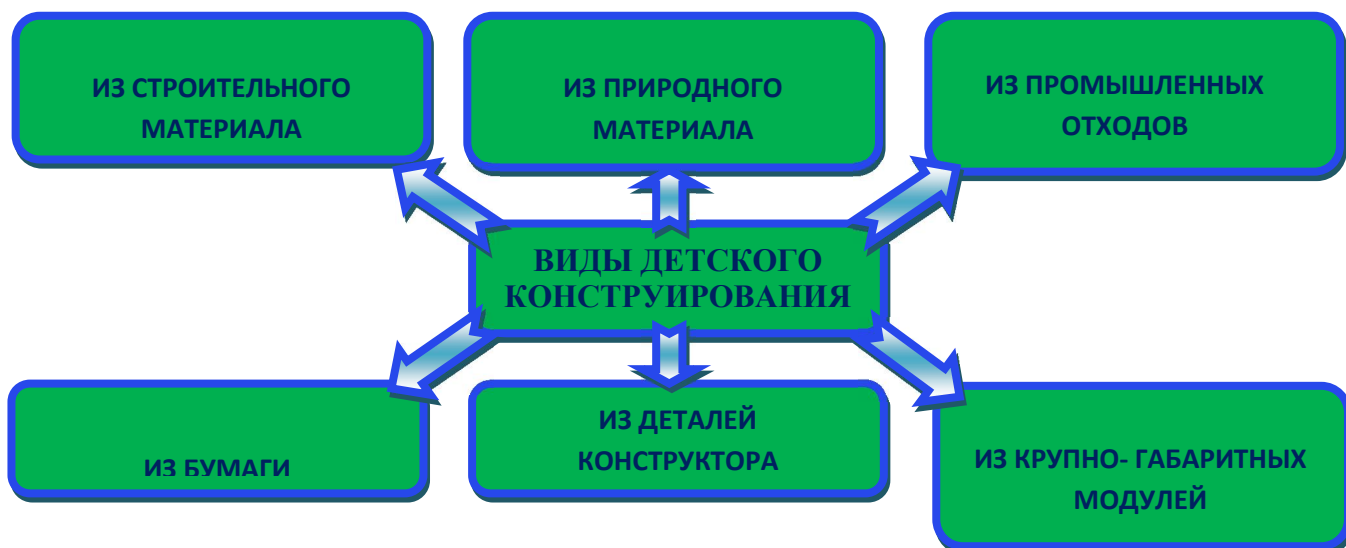 ИЗ СТРОИТЕЛЬНОГО
МАТЕРИАЛА
ИЗ ПРИРОДНОГО
МАТЕРИАЛА
ИЗ ПРОМЫШЛЕННЫХ
ОТХОДОВ
ВИДЫ ДЕТСКОГО
КОНСТРУИРОВАНИЯ
ИЗ БУМАГИ
ИЗ ДЕТАЛЕЙ
КОНСТРУКТОРА
ИЗ КРУПНО- ГАБАРИТНЫХ
МОДУЛЕЙ